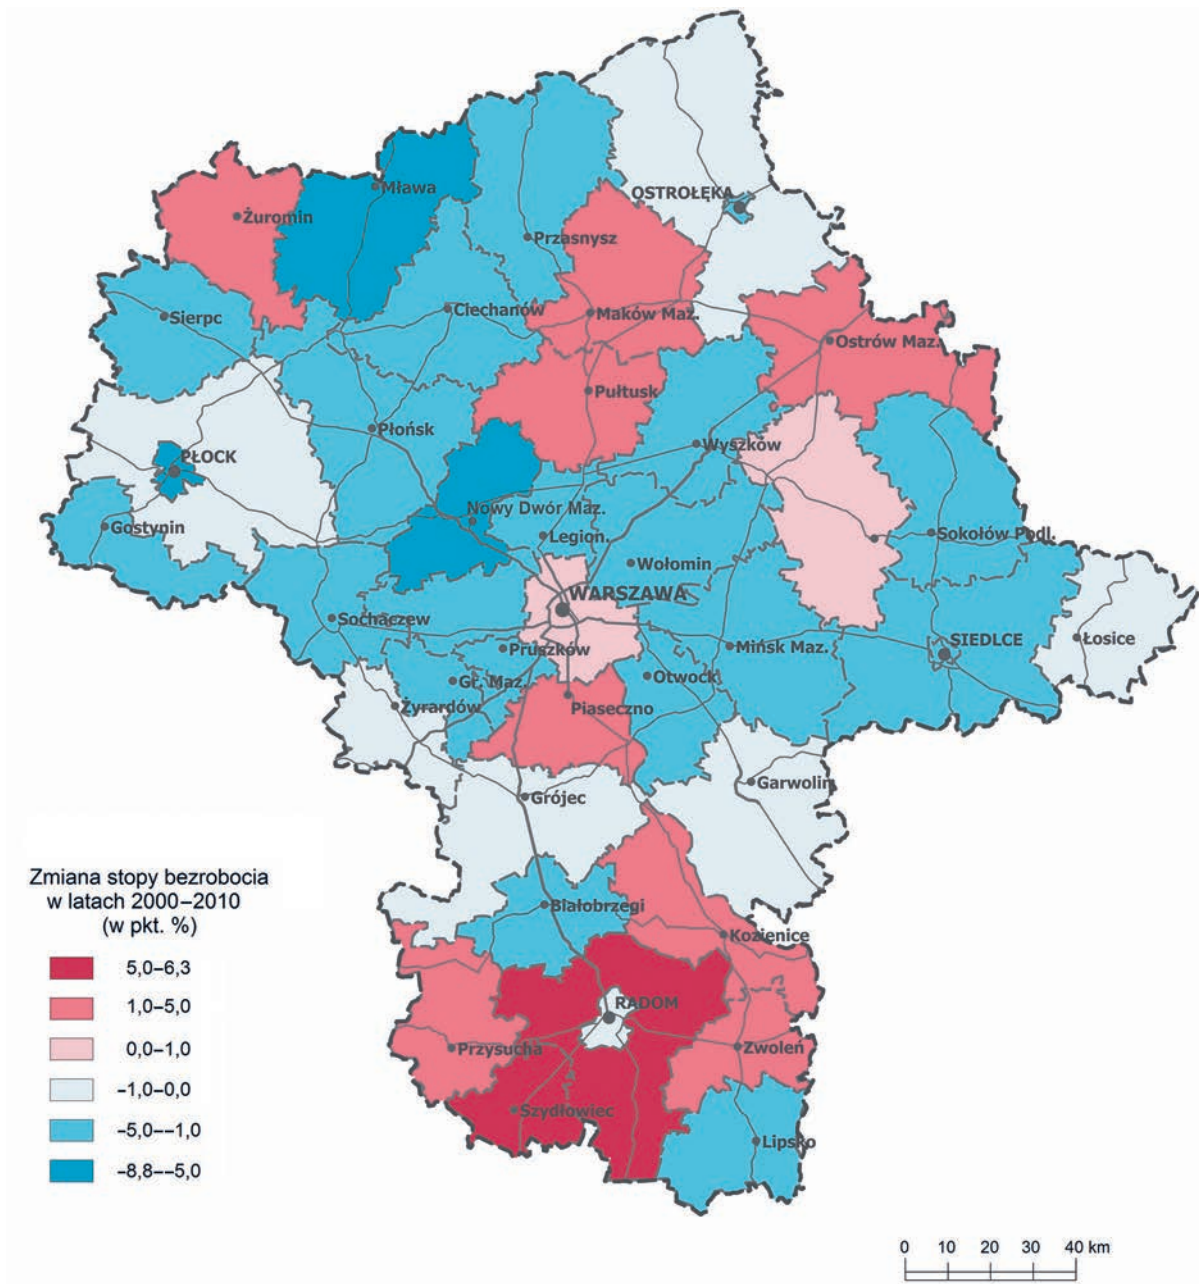 OSTROŁĘKA
Mława
Żuromin
Przasnysz
Ciechanów
Maków Maz.
Sierpc
Ostrów Maz.
Pułtusk
Płońsk
Wyszków
PŁOCK
Nowy Dwór Maz.
Gostynin
Legion.
Sokołów Podl.
Wołomin
WARSZAWA
Sochaczew
Łosice
SIEDLCE
Pruszków
Mińsk Maz.
Gr. Maz.
Otwock
Żyrardów
Piaseczno
Garwolin
Grójec
Zmiana stopy bezrobocia
w latach 2000–2010
(w pkt. %)
Białobrzegi
Kozienice
5,0–6,3
1,0–5,0
RADOM
0,0–1,0
Przysucha
Zwoleń
-1,0–0,0
Szydłowiec
-5,0–-1,0
Lipsko
-8,8–-5,0
0 10 20 30 40 km